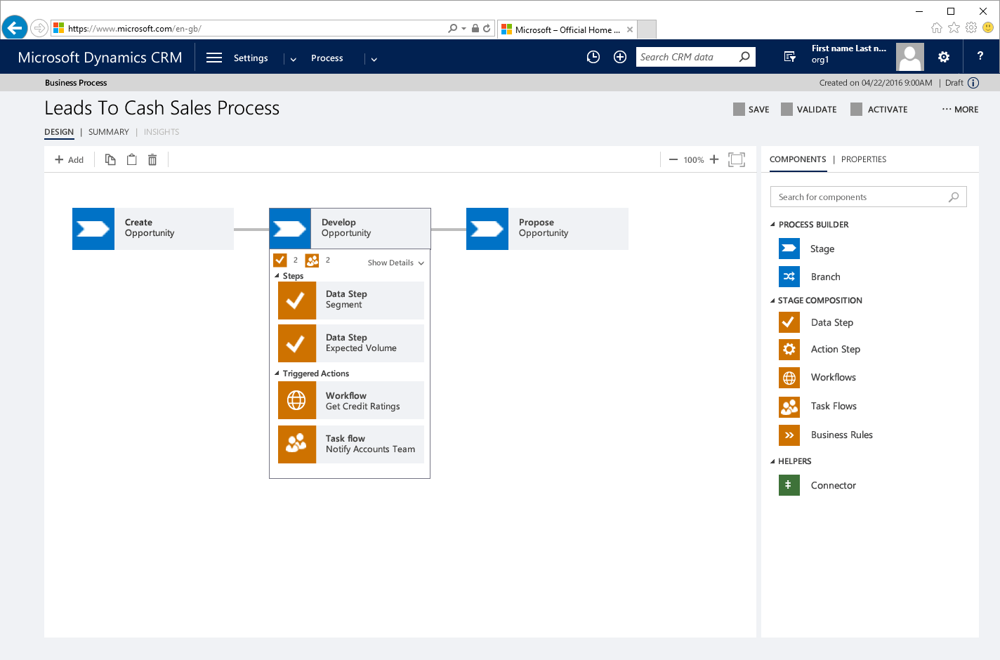 https://www.microsoft.com/en-gb/
Microsoft – Official Home ...
Microsoft Dynamics CRM
Settings
Process
Search CRM data
First name Last n...
org1
?
Business Process
Created on 04/22/2016 9:00AM | Draft
Leads To Cash Sales Process
SAVE
VALIDATE
ACTIVATE
··· MORE
DESIGN | SUMMARY | INSIGHTS
+ Add
100%
COMPONENTS | PROPERTIES
Search for components
Create
Opportunity
Develop
Opportunity
Propose
Opportunity
2
2
Show Details
Steps
Data Step
Segment
Data Step
Expected Volume
Triggered Actions
Workflow
Get Credit Ratings
Task flow
Notify Accounts Team
PROCESS BUILDER
Stage
Branch
STAGE COMPOSITION
Data Step
Action Step
Workflows
Task Flows
Business Rules
HELPERS
Connector